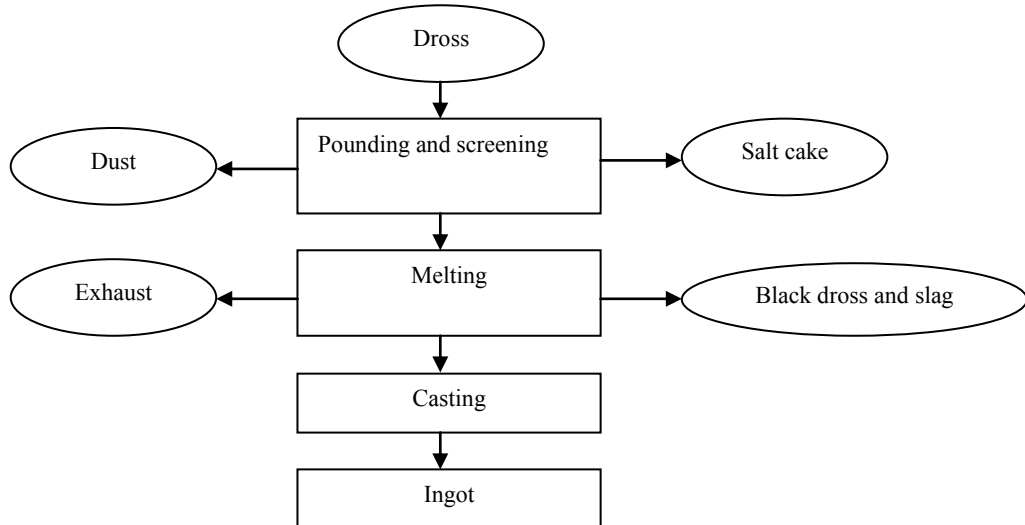 Dross
Pounding and screening
Dust
Salt cake
Melting
Exhaust
Black dross and slag
Casting
Ingot